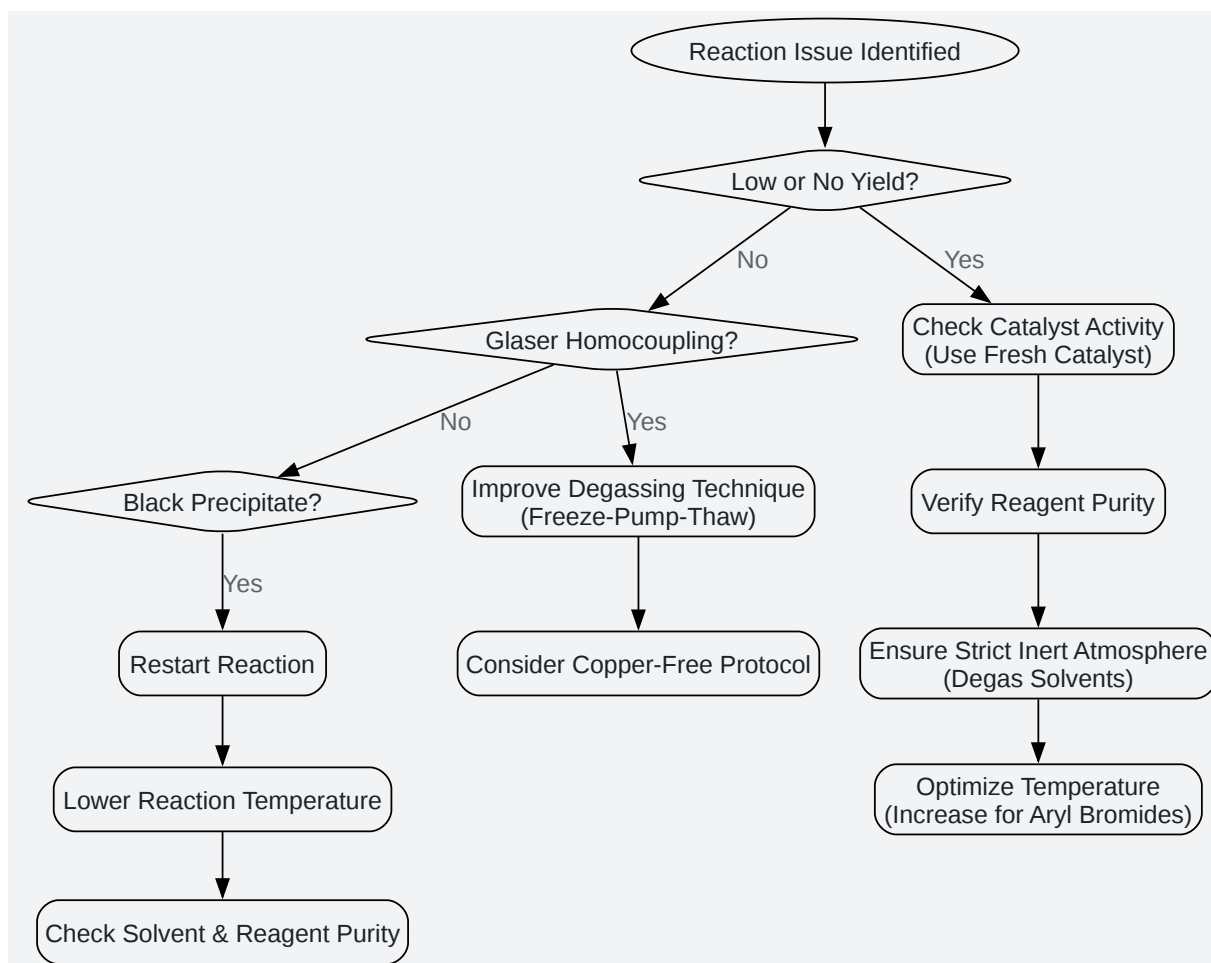 Reaction Issue Identified
Low or No Yield?
No
Yes
Glaser Homocoupling?
Check Catalyst Activity
(Use Fresh Catalyst)
No
Yes
Black Precipitate?
Improve Degassing Technique
(Freeze-Pump-Thaw)
Verify Reagent Purity
Yes
Restart Reaction
Consider Copper-Free Protocol
Ensure Strict Inert Atmosphere
(Degas Solvents)
Lower Reaction Temperature
Optimize Temperature
(Increase for Aryl Bromides)
Check Solvent & Reagent Purity